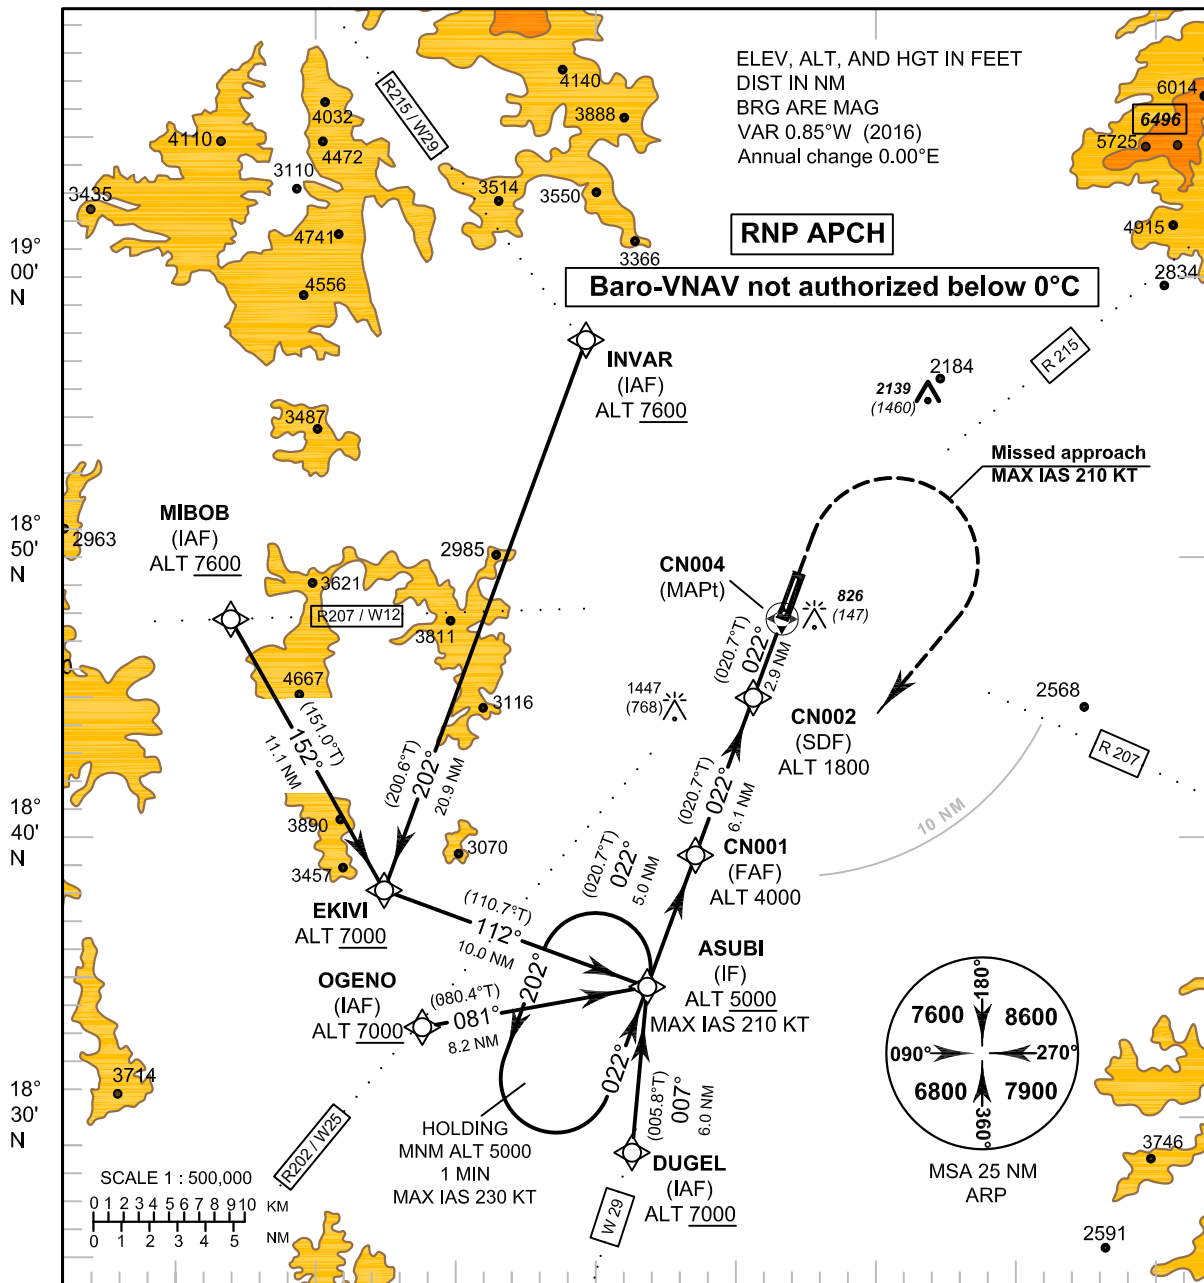 ELEV, ALT, AND HGT IN FEET
DIST IN NM
BRG ARE MAG
VAR 0.85°W (2016)
Annual change 0.00°E
RNP APCH
Baro-VNAV not authorized below 0°C
4140
3888
4032
4110
4472
3110
3435
3514
3550
4741
3366
4556
R215 / W29
6014
6496
5725
4915
2834
19°
00'
N
INVAR
(IAF)
ALT 7600
R 215
2184
2139
(1460)
3487
Missed approach
MAX IAS 210 KT
18°
50'
N
2963
MIBOB
(IAF)
ALT 7600
2985
3621
R207 / W12
3811
CN004
(MAPt)
826
(147)
4667
3116
1447
(768)
(020.7°T)
022°
2.9 NM
CN002
(SDF)
ALT 1800
2568
R 207
(151.0°T)
152°
11.1 NM
(200.6°T)
202°
20.9 NM
(020.7°T)
022°
6.1 NM
10 NM
18°
40'
N
3890
3457
3070
CN001
(FAF)
ALT 4000
(020.7°T)
022°
5.0 NM
EKIVI
ALT 7000
(110.7°T)
112°
10.0 NM
ASUBI
(IF)
ALT 5000
MAX IAS 210 KT
OGENO
(IAF)
ALT 7000
(080.4°T)
081°
8.2 NM
202°
022°
180°
7600
8600
090°
270°
6800
7900
360°
MSA 25 NM
ARP
18°
30'
N
3714
(005.8°T)
007°
6.0 NM
HOLDING
MNM ALT 5000
1 MIN
MAX IAS 230 KT
R202 / W25
DUGEL
(IAF)
ALT 7000
W 29
3746
2591
SCALE 1 : 500,000
0 1 2 3 4 5 6 7 8 9 10 KM
0 1 2 3 4 5 NM